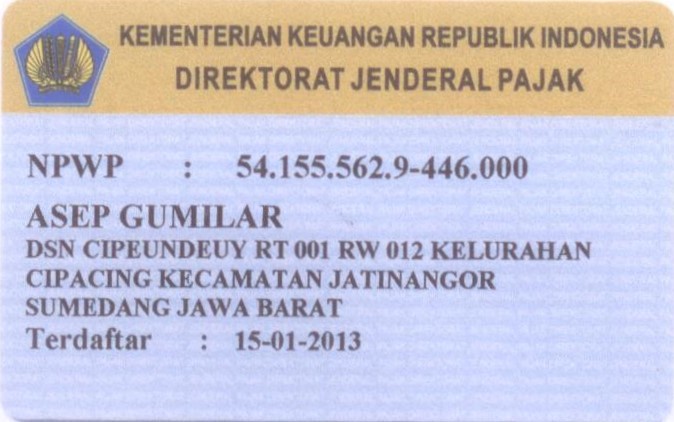 KEMENTERIAN KEUANGAN REPUBLIK INDONESIA
DIREKTORAT JENDERAL PAJAK
NPWP : 54.155.562.9-446.000
ASEP GUMILAR
DSN CIPEUNDEUY RT 001 RW 012 KELURAHAN
CIPACING KECAMATAN JATINANGOR
SUMEDANG JAWA BARAT
Terdaftar : 15-01-2013